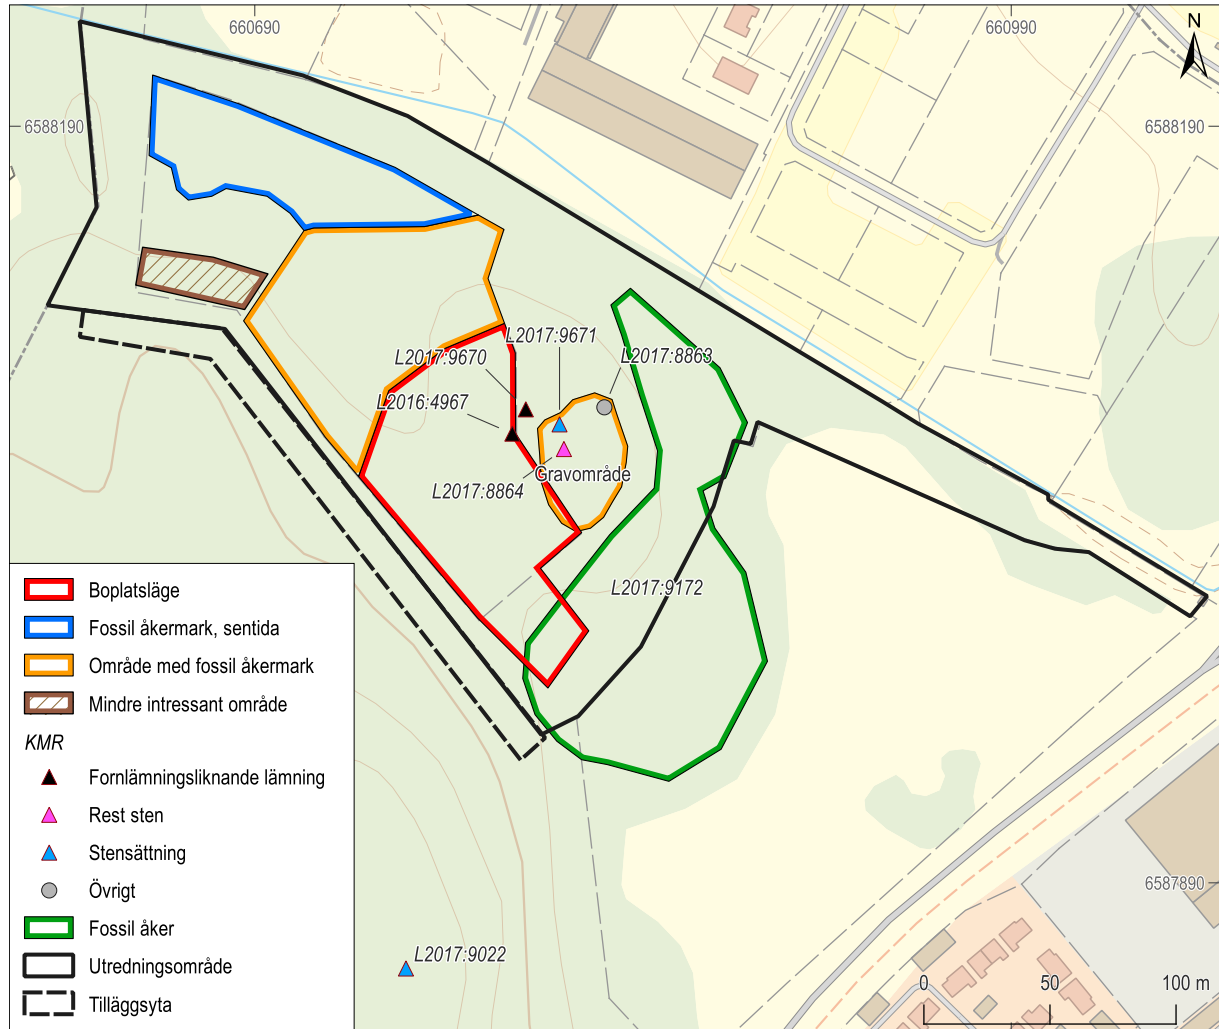 660690
660990
N
6588190
6588190
L2017:9671
L2017:9670
L2017:8863
L2016:4967
Gravområde
L2017:8864
L2017:9172
Boplatsläge
Fossil åkermark, sentida
Område med fossil åkermark
Mindre intressant område
KMR
Fornlämningsliknande lämning
Rest sten
Stensättning
Övrigt
Fossil åker
Utredningsområde
Tilläggsyta
6587890
L2017:9022
0 50 100 m